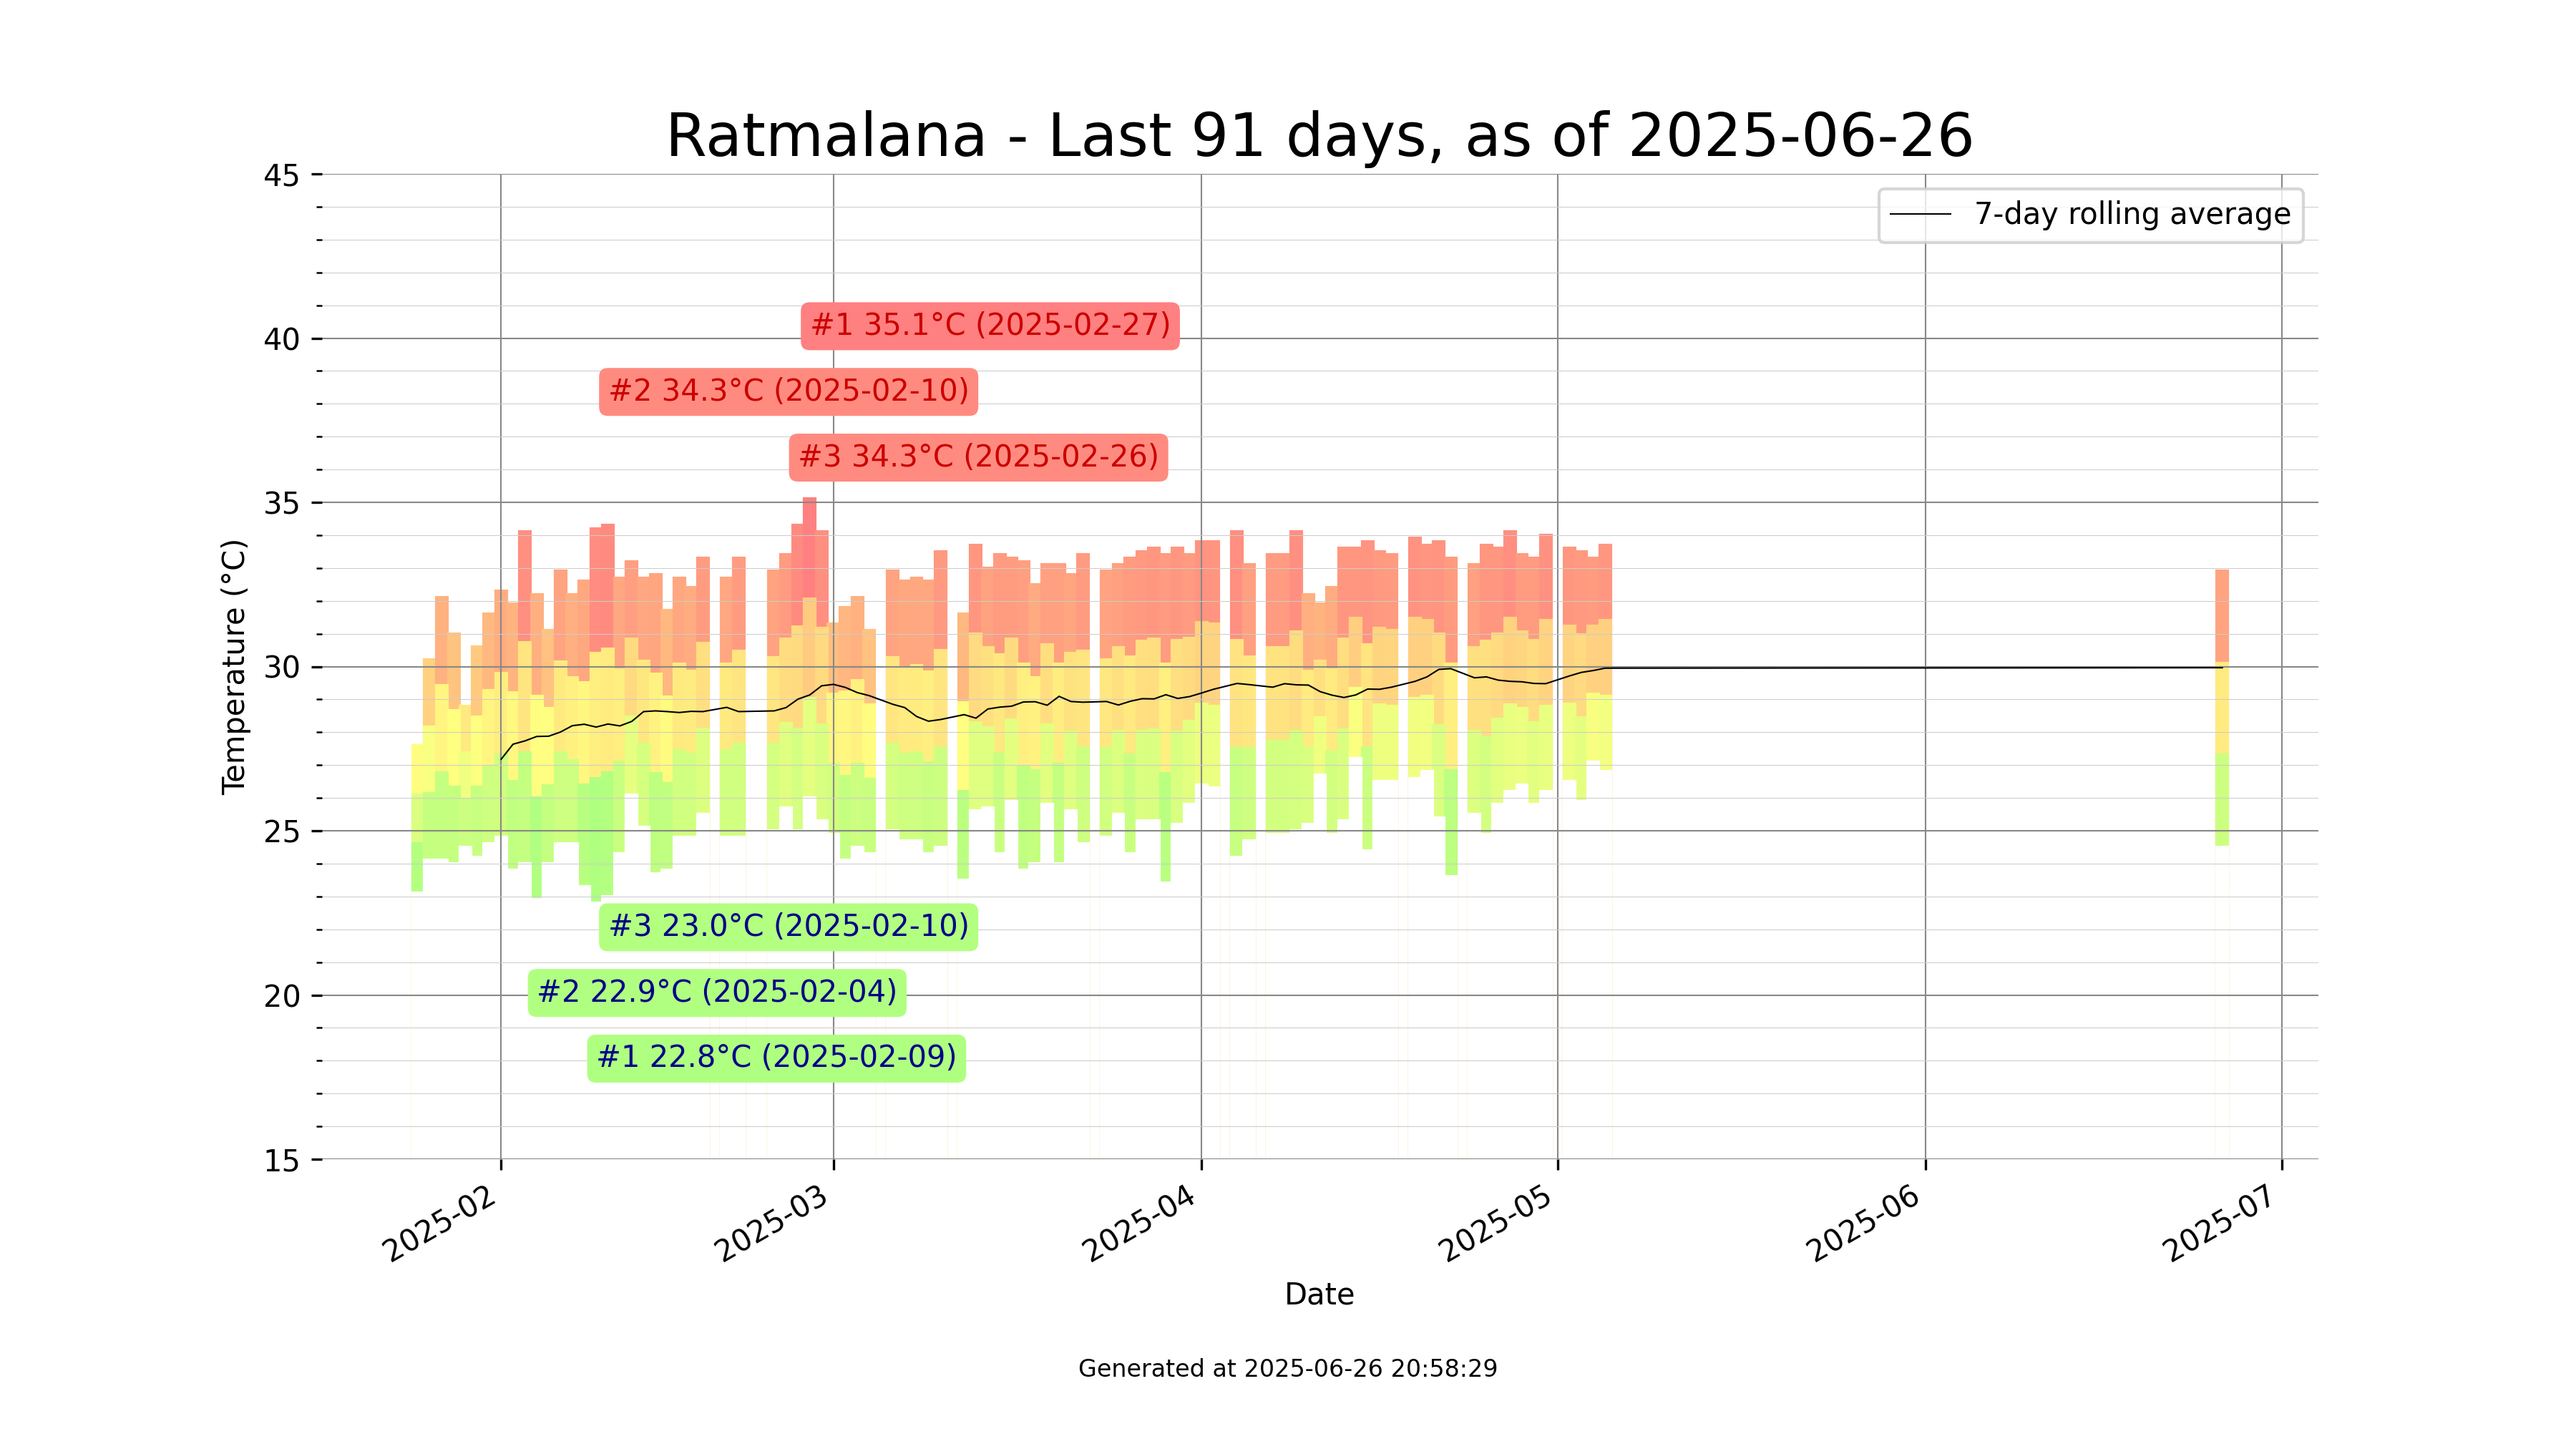 Ratmalana - Last 91 days, as of 2025-06-26
7-day rolling average
45
40
35
30
25
20
15
Temperature (°C)
#1 35.1°C (2025-02-27)
#2 34.3°C (2025-02-10)
#3 34.3°C (2025-02-26)
#3 23.0°C (2025-02-10)
#2 22.9°C (2025-02-04)
#1 22.8°C (2025-02-09)
2025-02
2025-03
2025-04
2025-05
2025-06
2025-07
Date
Generated at 2025-06-26 20:58:29